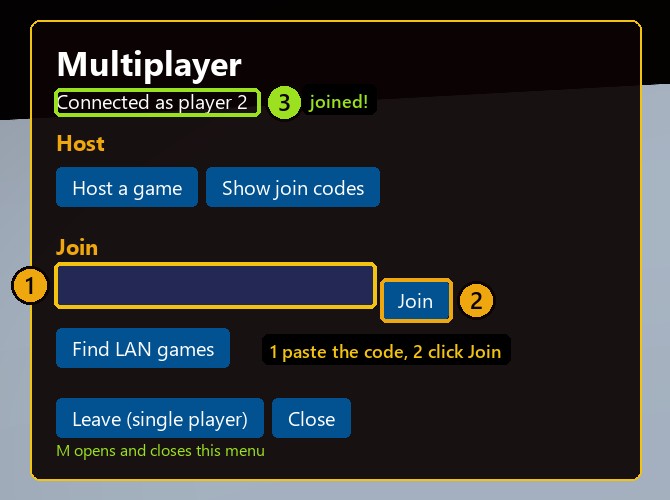 Multiplayer
Connected as player 2 3 joined!
Host
Host a game Show join codes
Join
1
Join 2
Find LAN games 1 paste the code, 2 click Join
Leave (single player) Close
M opens and closes this menu